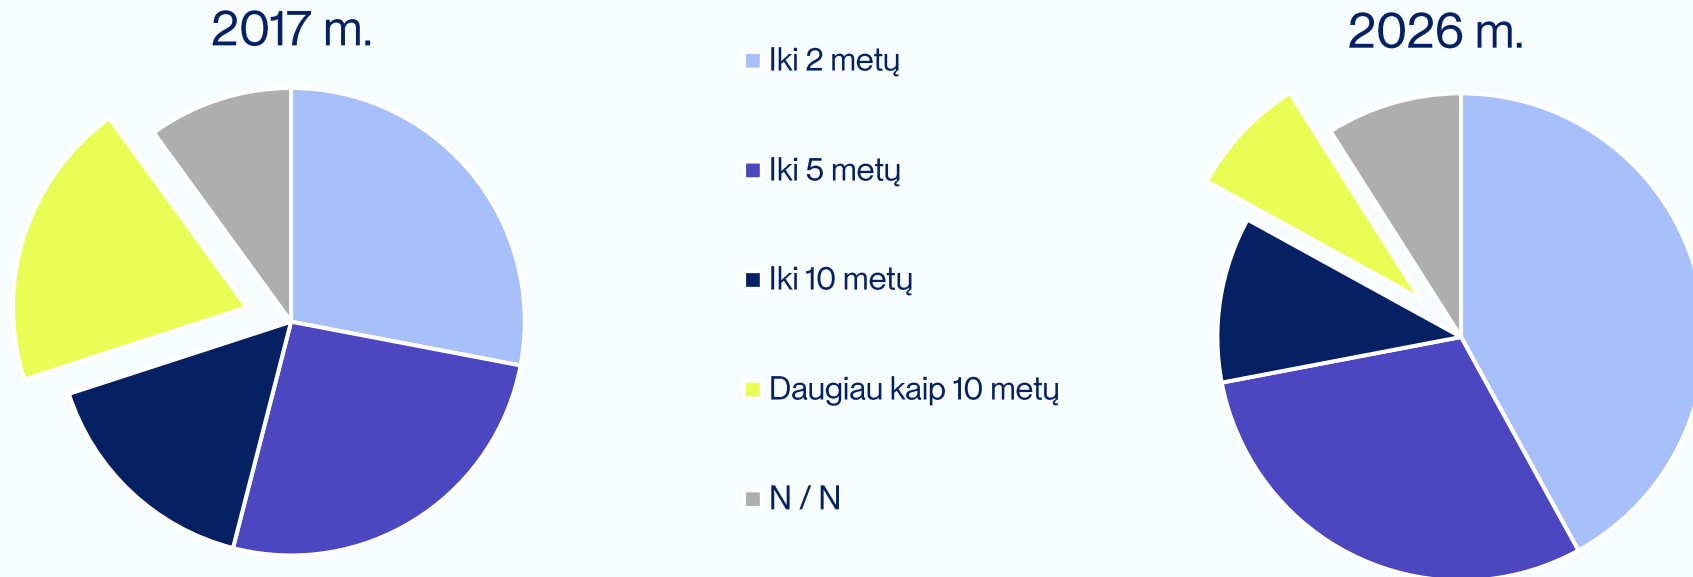 2017 m.
2026 m.
Iki 2 metų
Iki 5 metų
Iki 10 metų
Daugiau kaip 10 metų
N / N